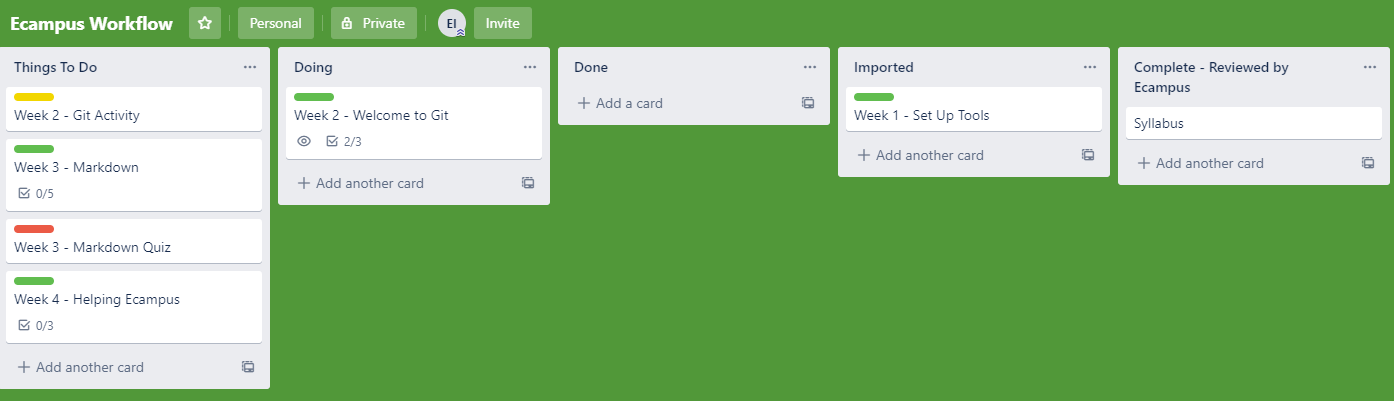 Ecampus Workflow
Personal
Private
EI
Invite
Things To Do
Week 2 - Git Activity
Week 3 - Markdown
0/5
Week 3 - Markdown Quiz
Week 4 - Helping Ecampus
0/3
Add another card
Doing
Week 2 - Welcome to Git
2/3
Add another card
Done
Add a card
Imported
Week 1 - Set Up Tools
Add another card
Complete - Reviewed by
Ecampus
Syllabus
Add another card